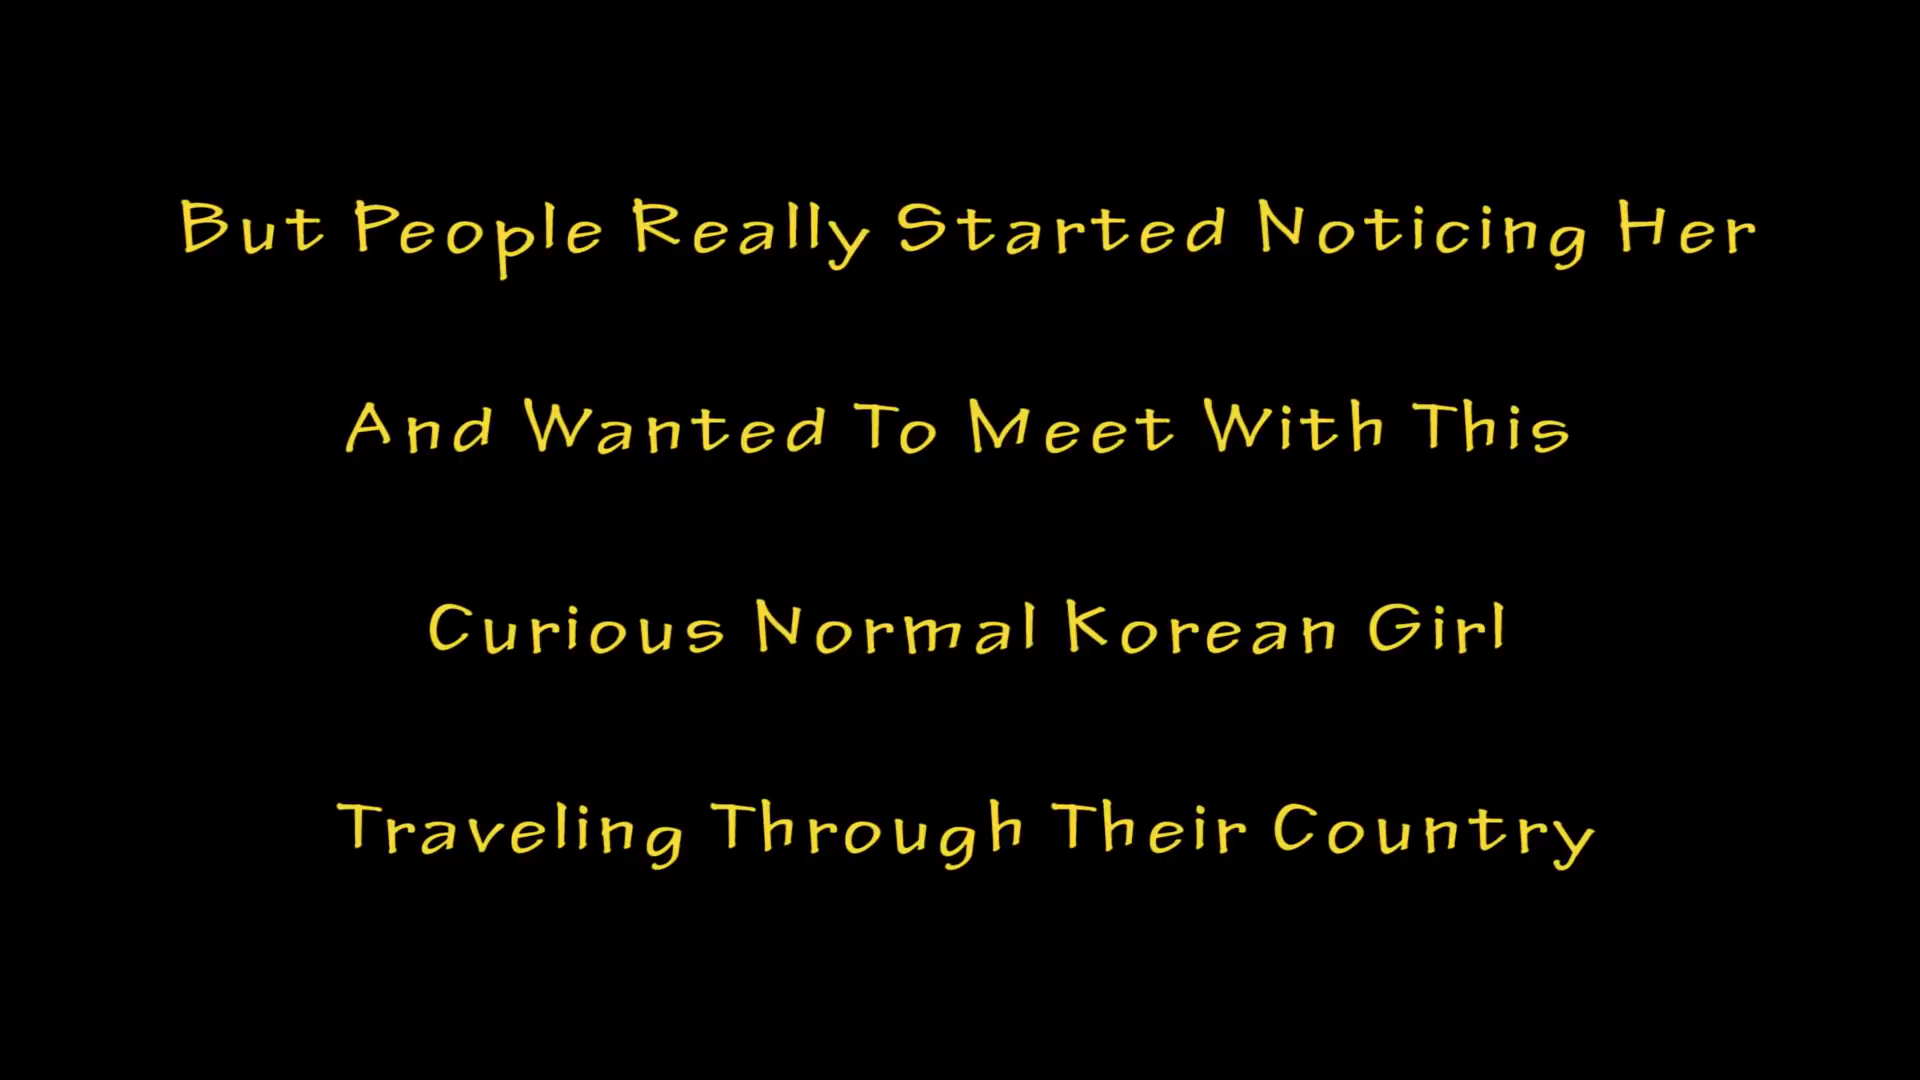 But People Really Started Noticing Her
And Wanted To Meet With This
Curious Normal Korean Girl
Traveling Through Their Country